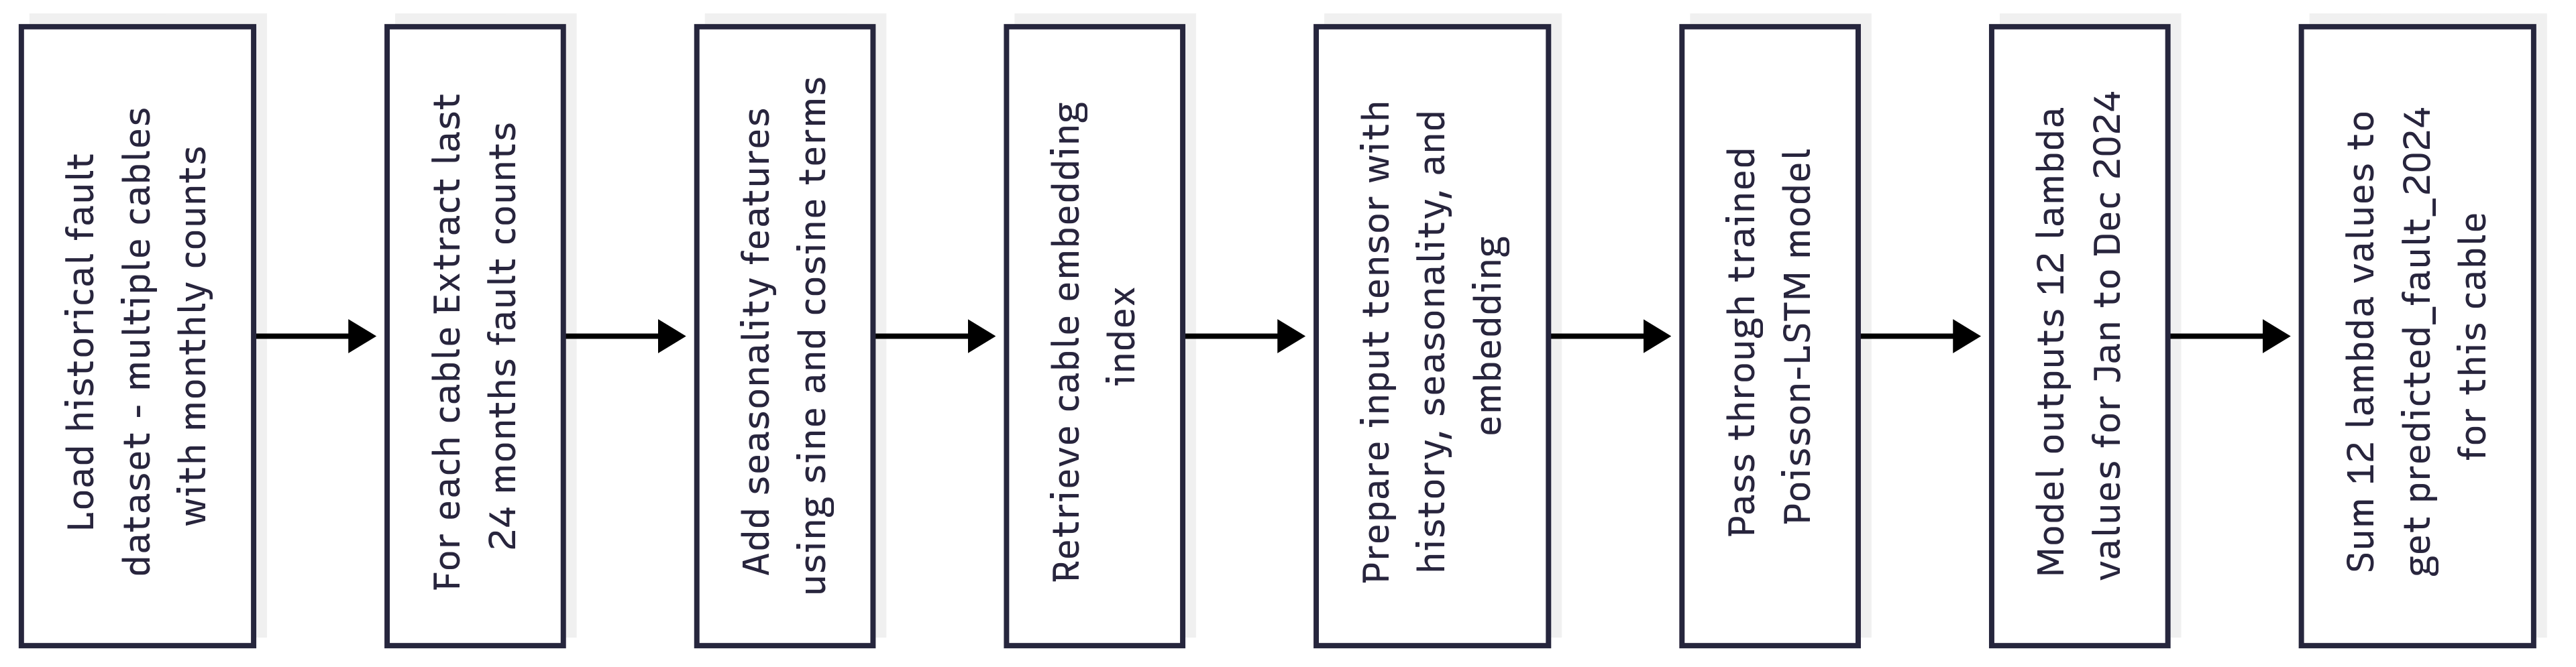 Load historical fault
dataset - multiple cables
with monthly counts
For each cable Extract last
24 months fault counts
Add seasonality features
using sine and cosine terms
Retrieve cable embedding
index
Prepare input tensor with
history, seasonality, and
embedding
Pass through trained
Poisson-LSTM model
Model outputs 12 lambda
values for Jan to Dec 2024
Sum 12 lambda values to
get predicted_fault_2024
for this cable